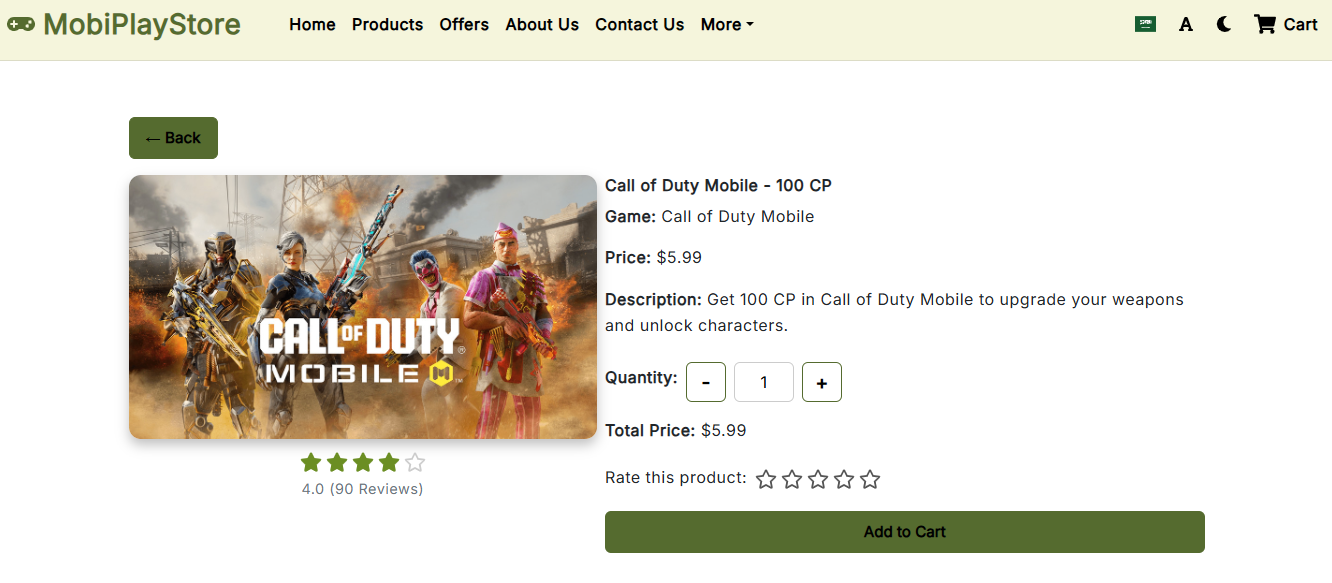 MobiPlayStore
Home Products Offers About Us Contact Us More
A
Cart
← Back
CALL OF DUTY®
MOBILE
4.0 (90 Reviews)
Call of Duty Mobile - 100 CP
Game: Call of Duty Mobile
Price: $5.99
Description: Get 100 CP in Call of Duty Mobile to upgrade your weapons
and unlock characters.
Quantity: - 1 +
Total Price: $5.99
Rate this product:
Add to Cart